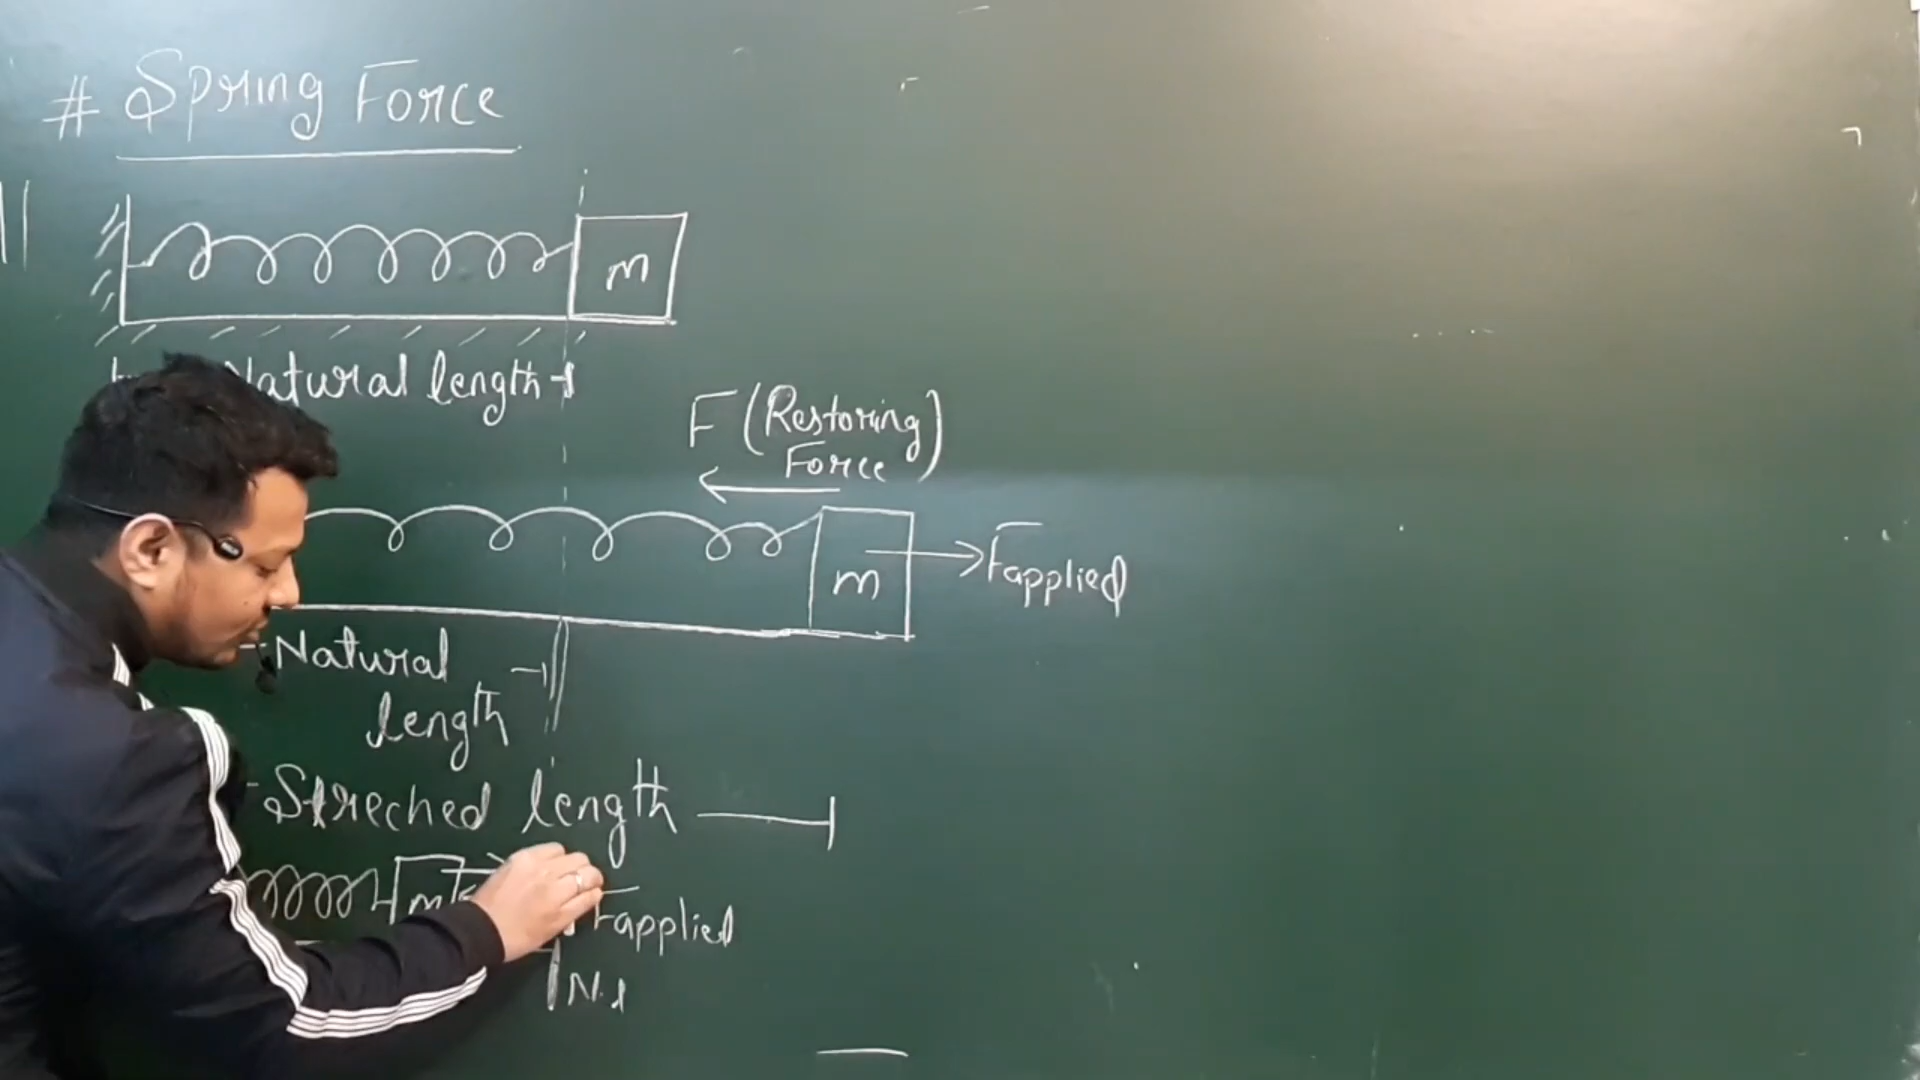 # Spring Force
m
Natural length
F (Restoring
Force
m
Fapplied
Natural
length
Streched length
m
Fapplied
N.l